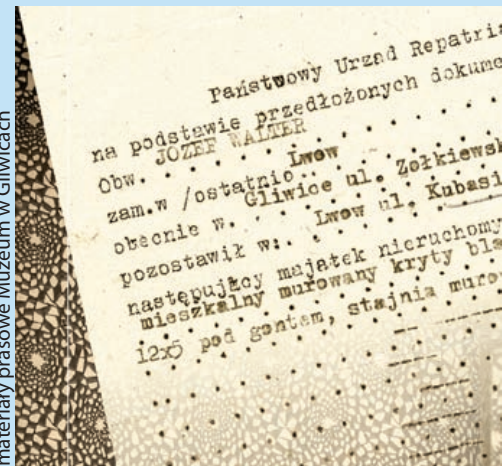 materiały prasowe Muzeum w Gliwicach
Państwowy Urząd Repatria
na podstawie przedłożonych dokume
Obw. JOZEF WALTER
zam.w /ostatnio Lwow
obecnie w. Gliwice ul. Zołkiewsk
pozostawił w:. Lwow ul. Kubasi
następujący majątek nieruchomy
mieszkalny murowany kryty bla
12x5 pod gontem, stajnia muro